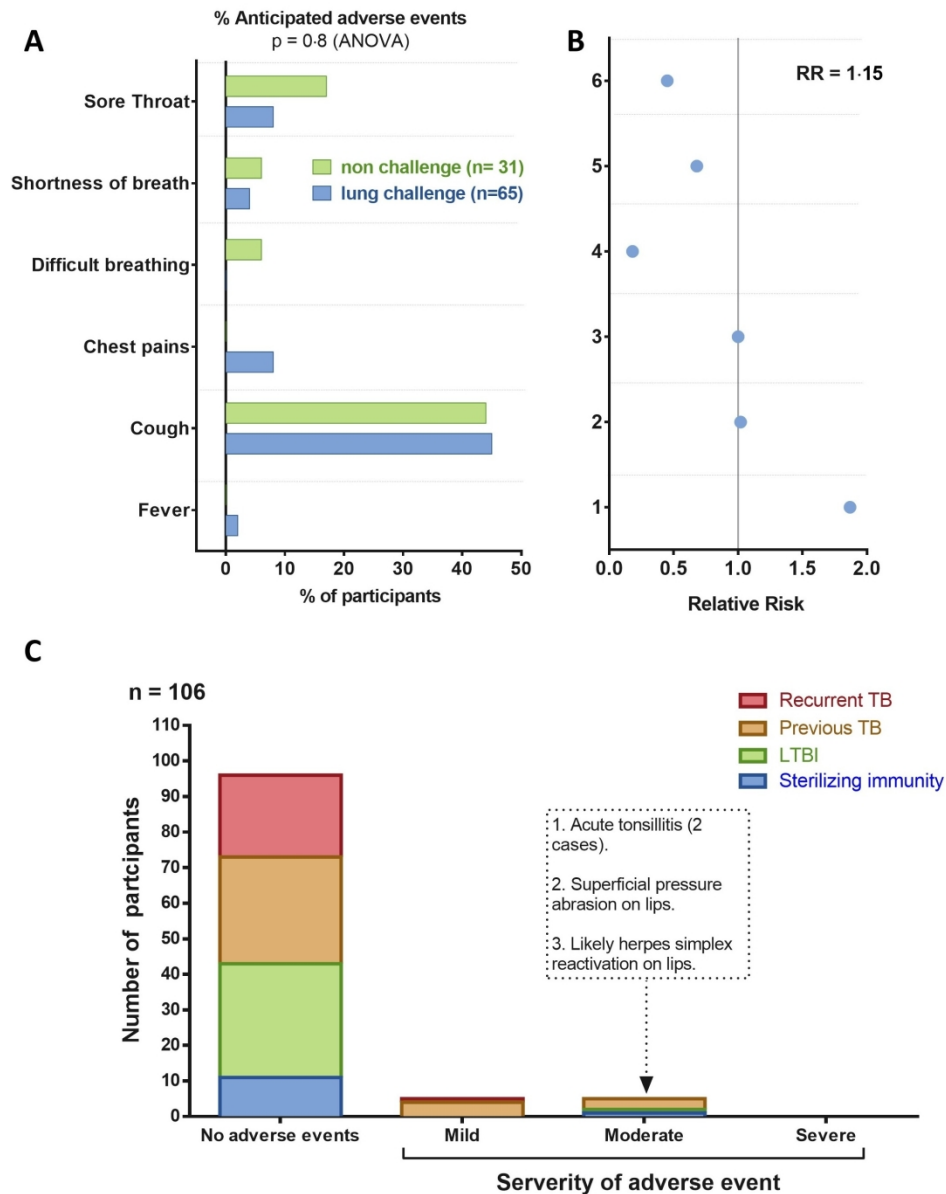 A
% Anticipated adverse events
p = 0·8 (ANOVA)
Sore Throat
Shortness of breath
Difficult breathing
Chest pains
Cough
Fever
non challenge (n= 31)
lung challenge (n=65)
0 10 20 30 40 50
% of participants
B
RR = 1·15
6
5
4
3
2
1
0.0 0.5 1.0 1.5 2.0
Relative Risk
C
n = 106
Recurrent TB
Previous TB
LTBI
Sterilizing immunity
Number of partcipants
110
100
90
80
70
60
50
40
30
20
10
0
1. Acute tonsillitis (2
cases).
2. Superficial pressure
abrasion on lips.
3. Likely herpes simplex
reactivation on lips.
No adverse events Mild Moderate Severe
Serverity of adverse event